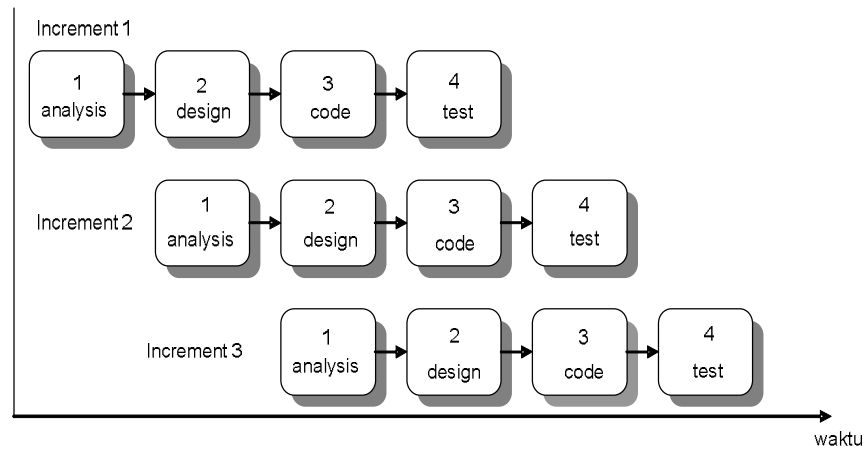 Increment 1
1
analysis
2
design
3
code
4
test
Increment 2
1
analysis
2
design
3
code
4
test
Increment 3
1
analysis
2
design
3
code
4
test
waktu